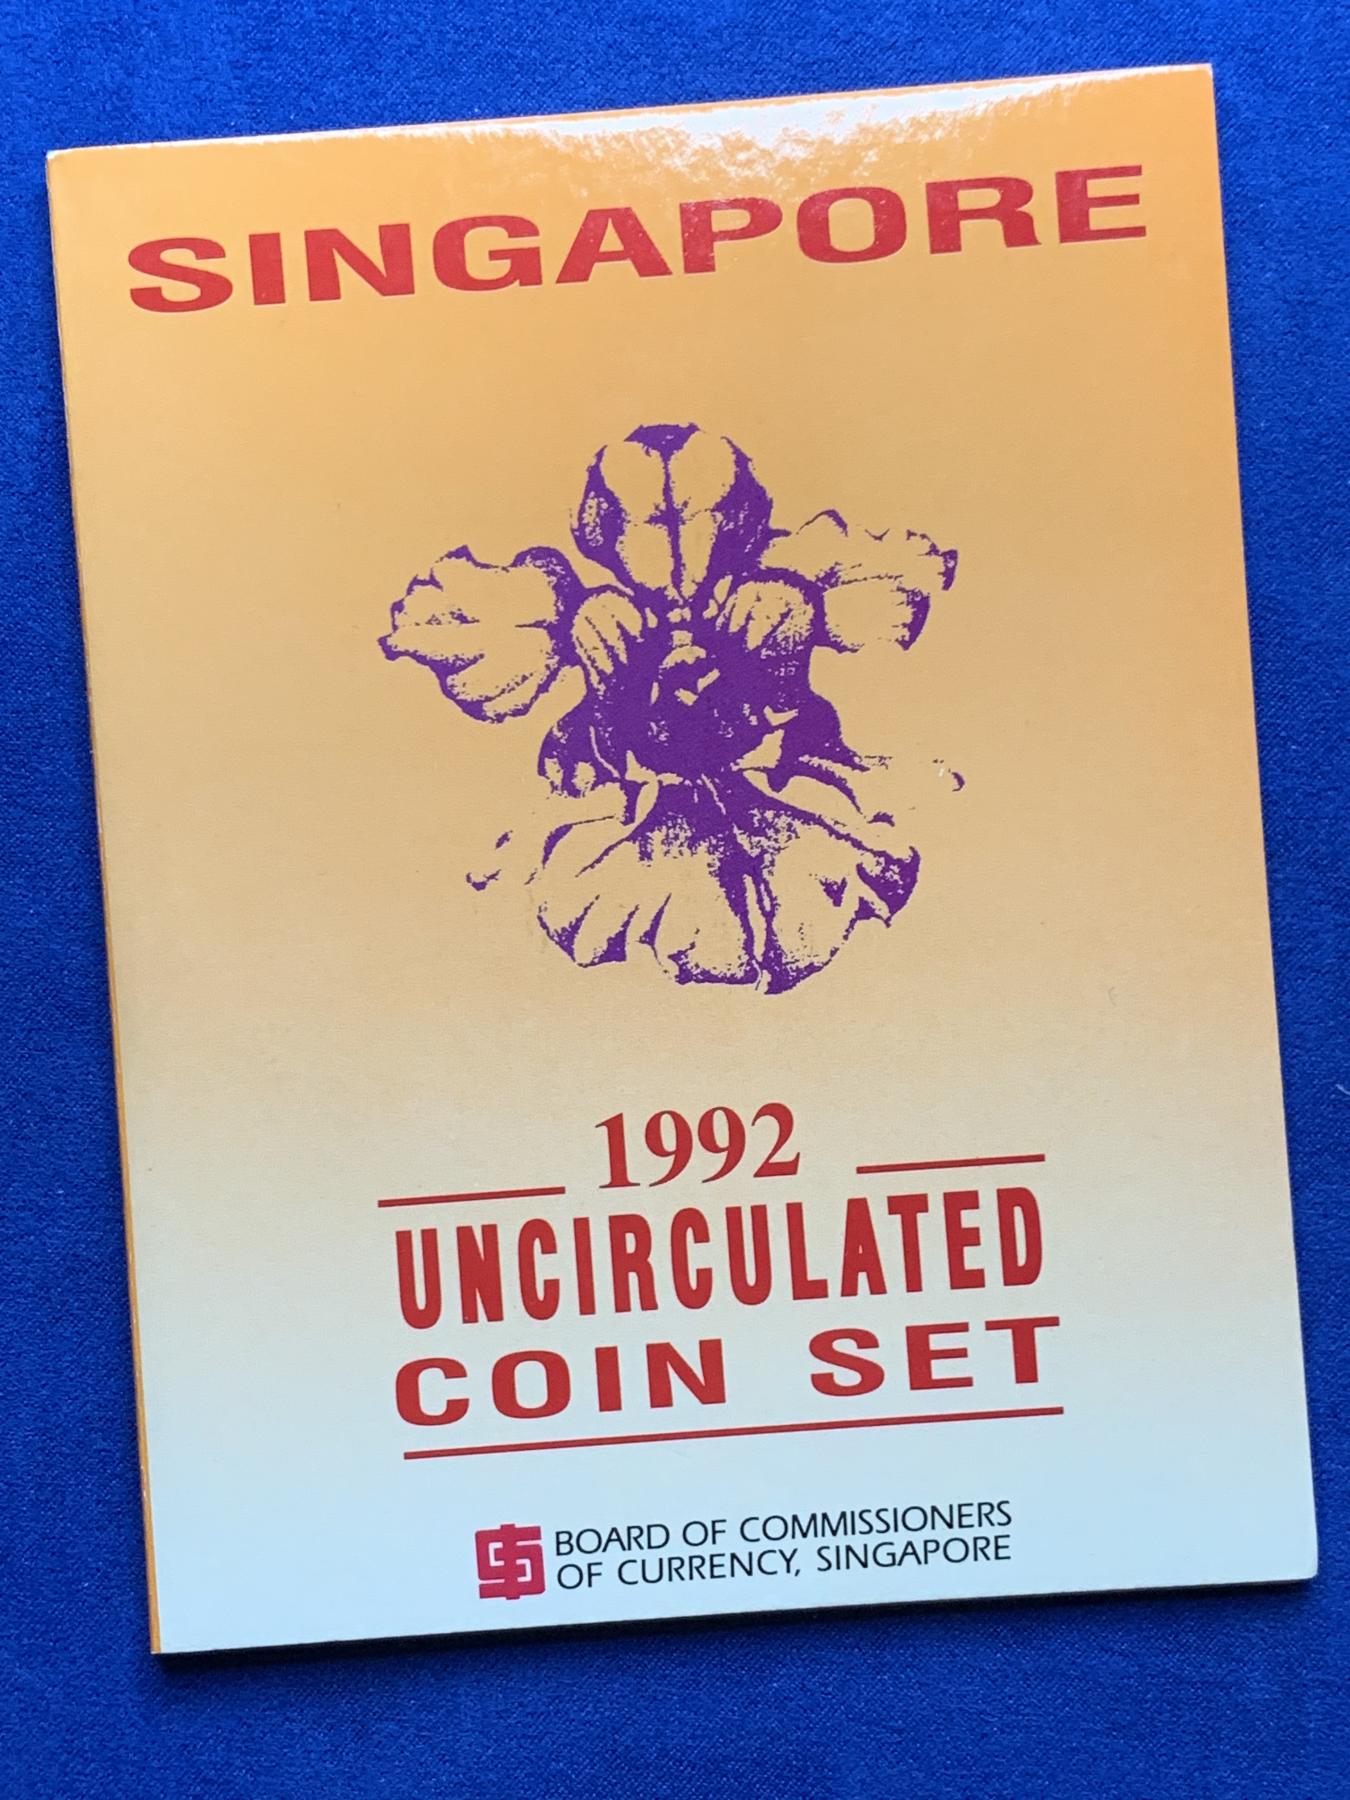 SINGAPORE
1992
UNCIRCULATED
COIN SET
BOARD OF COMMISSIONERS
OF CURRENCY, SINGAPORE